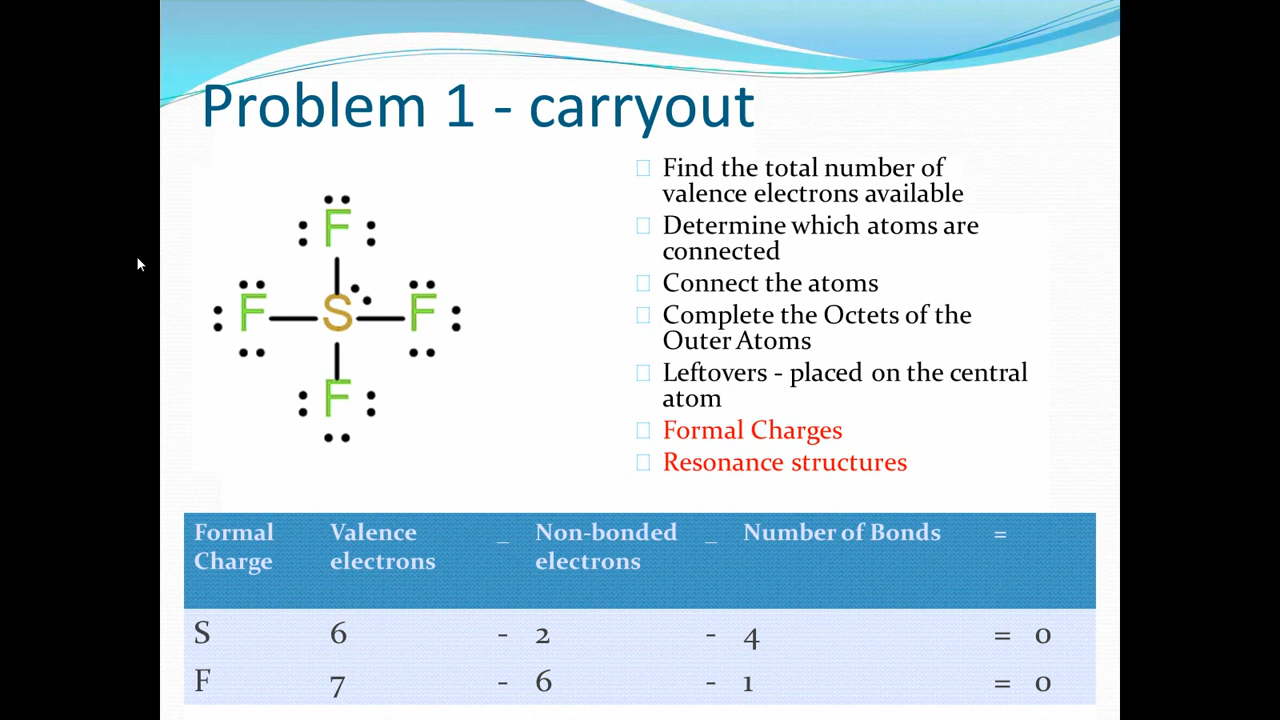 Problem 1 - carryout
F
F S F
F
Find the total number of
valence electrons available
Determine which atoms are
connected
Connect the atoms
Complete the Octets of the
Outer Atoms
Leftovers - placed on the central
atom
Formal Charges
Resonance structures
Formal Valence – Non-bonded – Number of Bonds =
Charge electrons electrons
S 6 - 2 - 4 = 0
F 7 - 6 - 1 = 0